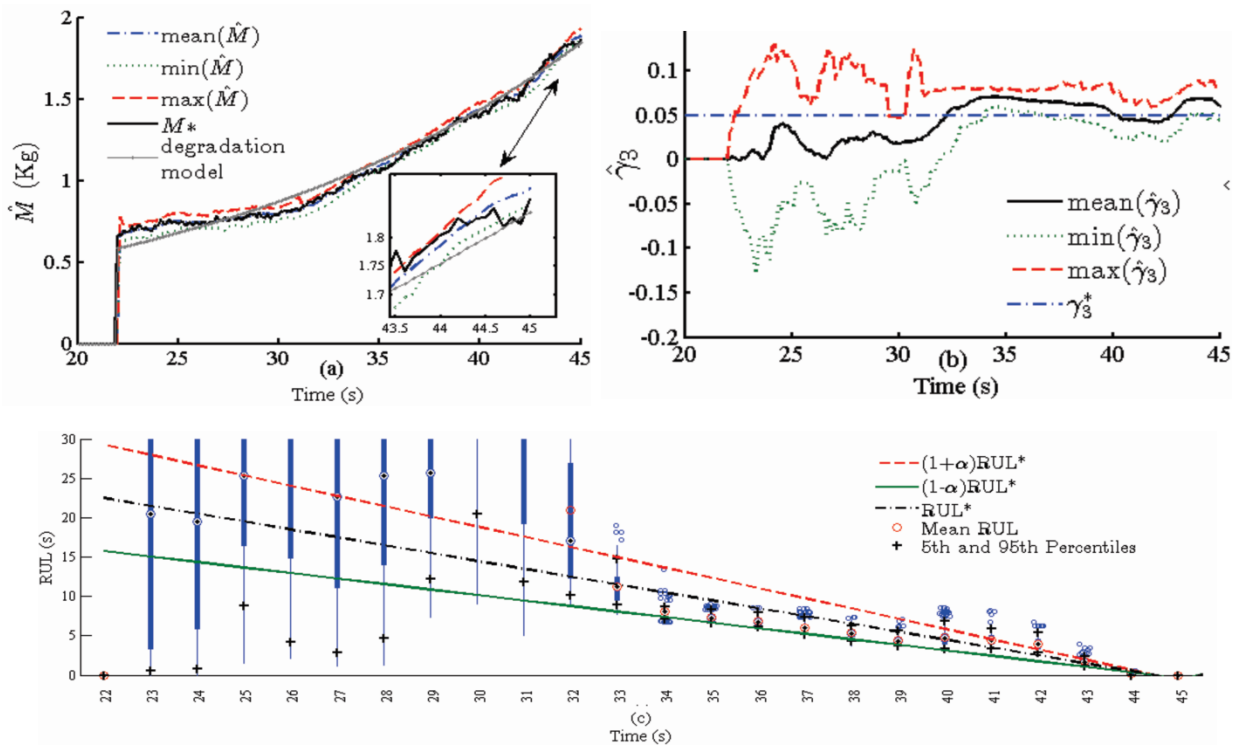 2
1.5
1
0.5
0
M̂ (Kg)
mean(M̂)
min(M̂)
max(M̂)
M*
degradation
model
1.8
1.75
1.7
43.5 44 44.5 45
20 25 30 35 40 45
(a)
Time (s)
0.1
0.05
0
-0.05
-0.1
-0.2
γ̂₃
mean(γ̂₃)
min(γ̂₃)
max(γ̂₃)
γ₃*
20 25 30 35 40 45
(b)
Time (s)
30
25
20
15
10
5
0
RUL (s)
(1+α)RUL*
(1-α)RUL*
RUL*
Mean RUL
5th and 95th Percentiles
22 23 24 25 26 27 28 29 30 31 32 33 34 35 36 37 38 39 40 41 42 43 44 45
(c)
Time (s)